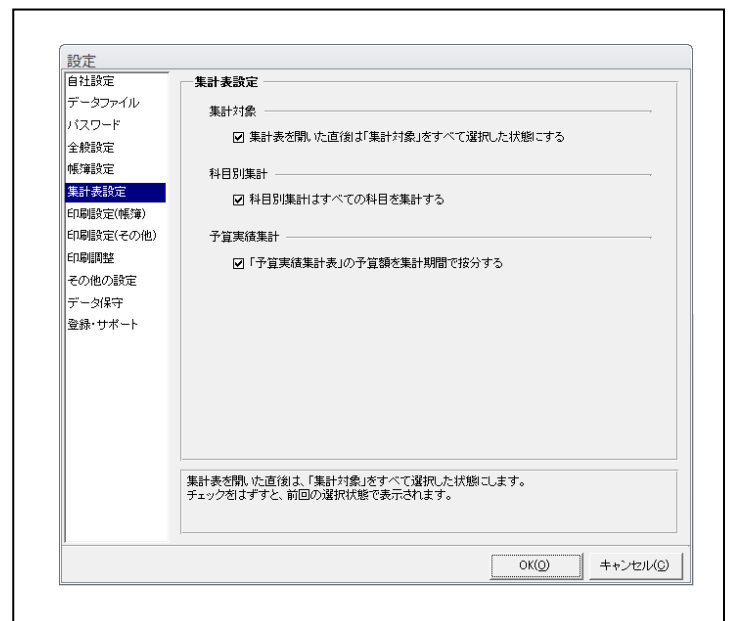 設定
自社設定
データファイル
パスワード
全般設定
帳簿設定
集計表設定
印刷設定(帳簿)
印刷設定(その他)
印刷調整
その他の設定
データ保守
登録・サポート
集計表設定
集計対象
集計表を開いた直後は「集計対象」をすべて選択した状態にする
科目別集計
科目別集計はすべての科目を集計する
予算実績集計
「予算実績集計表」の予算額を集計期間で按分する
集計表を開いた直後は、「集計対象」をすべて選択した状態にします。
チェックをはずすと、前回の選択状態で表示されます。
OK(O)
キャンセル(C)